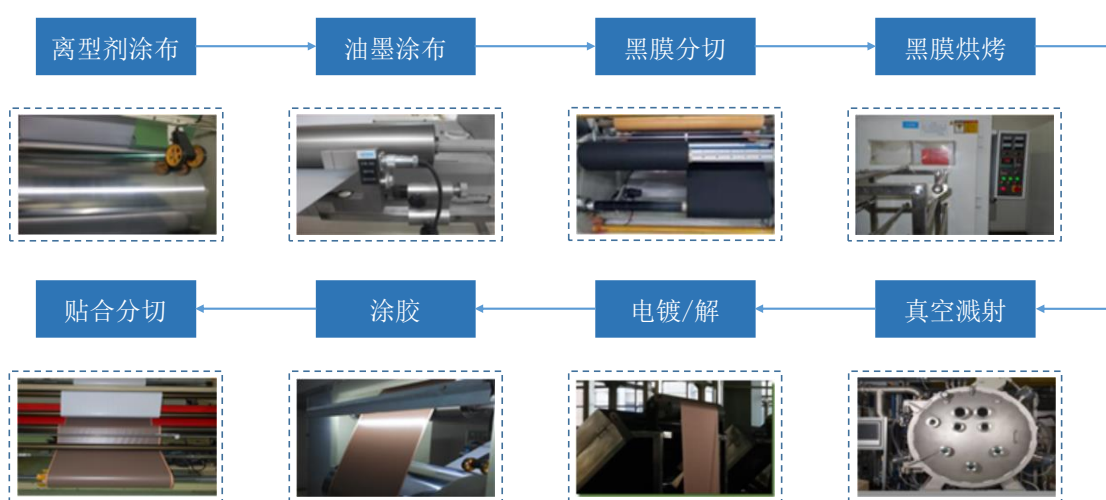 离型剂涂布
油墨涂布
黑膜分切
黑膜烘烤
真空溅射
电镀/解
涂胶
贴合分切